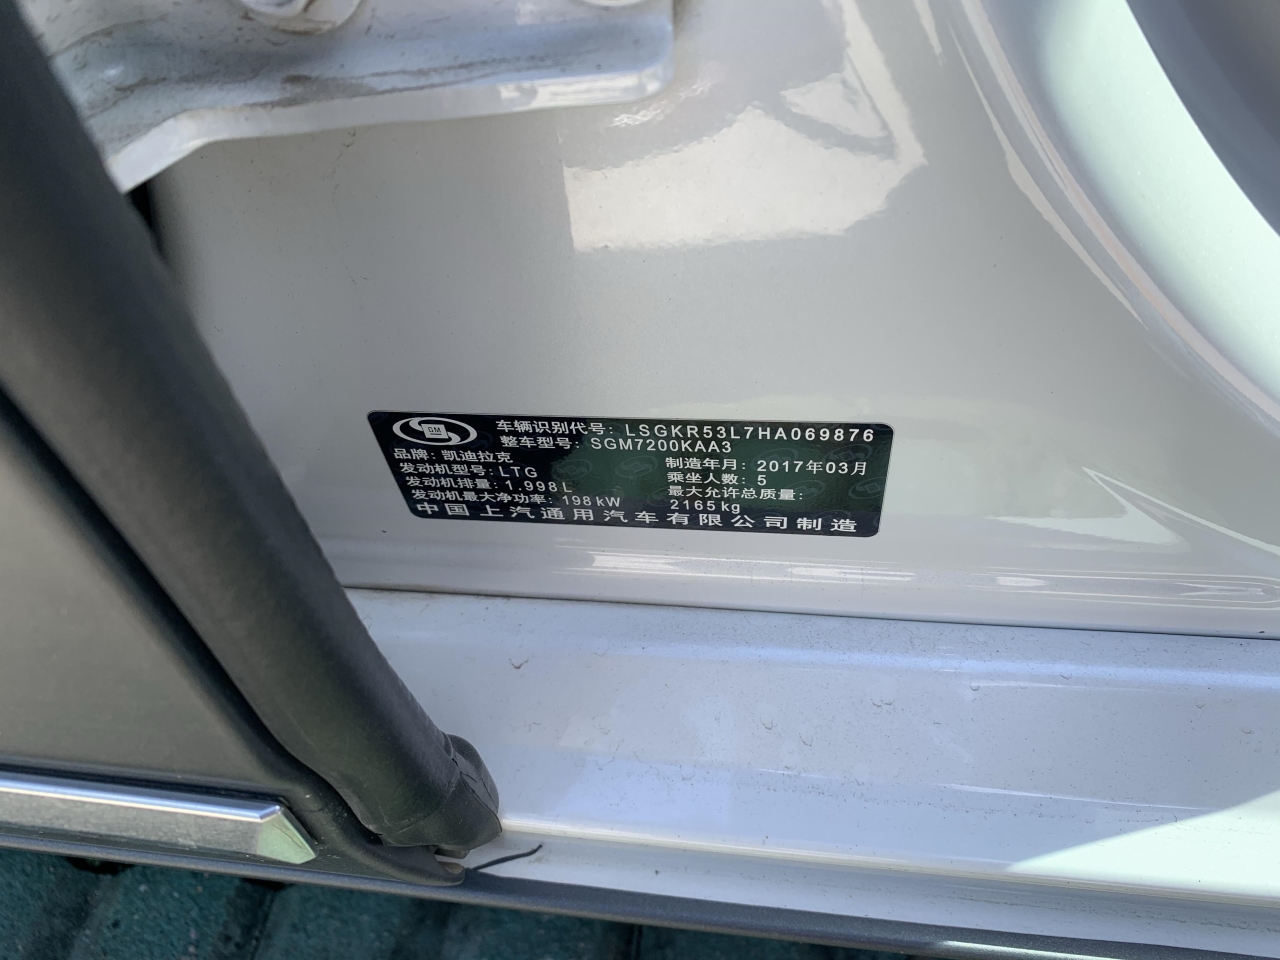 GM
车辆识别代号: LSGKR53L7HA069876
整车型号: SGM7200KAA3
品牌: 凯迪拉克
制造年月: 2017年03月
发动机型号: LTG
乘坐人数: 5
发动机排量: 1.998L
最大允许总质量:
发动机最大净功率: 198kW
2165kg
中国上汽通用汽车有限公司制造